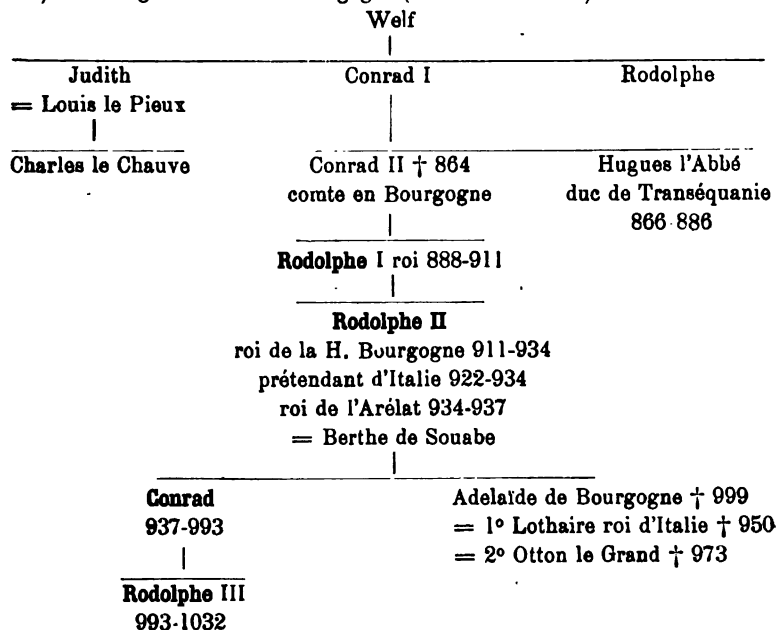 Welf
Judith Conrad I Rodolphe
= Louis le Pieux
Charles le Chauve Conrad II † 864 Hugues l'Abbé
comte en Bourgogne duc de Transéquanie
866-886
Rodolphe I roi 888-911
Rodolphe II
roi de la H. Bourgogne 911-934
prétendant d'Italie 922-934
roi de l'Arélat 934-937
= Berthe de Souabe
Conrad Adelaïde de Bourgogne † 999
937-993 = 1º Lothaire roi d'Italie † 950
= 2º Otton le Grand † 973
Rodolphe III
993-1032